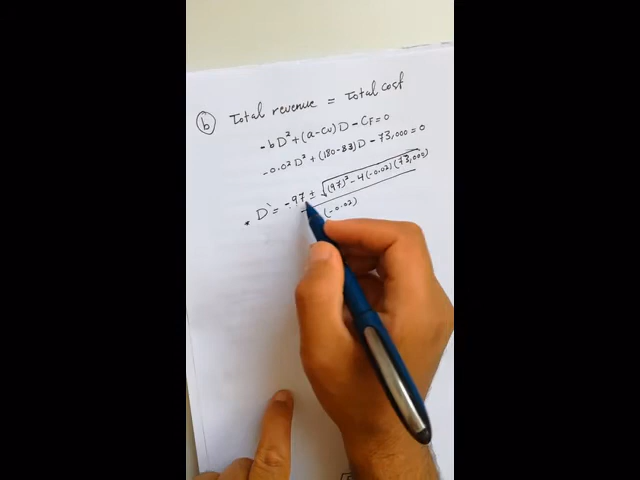 b Total revenue = Total cost
-bD² + (a-cv)D - CF = 0
-0.02D² + (180-83)D - 73,000 = 0
* D' = -97 ± √(97)² - 4(-0.02)(73,000)
(-0.02)